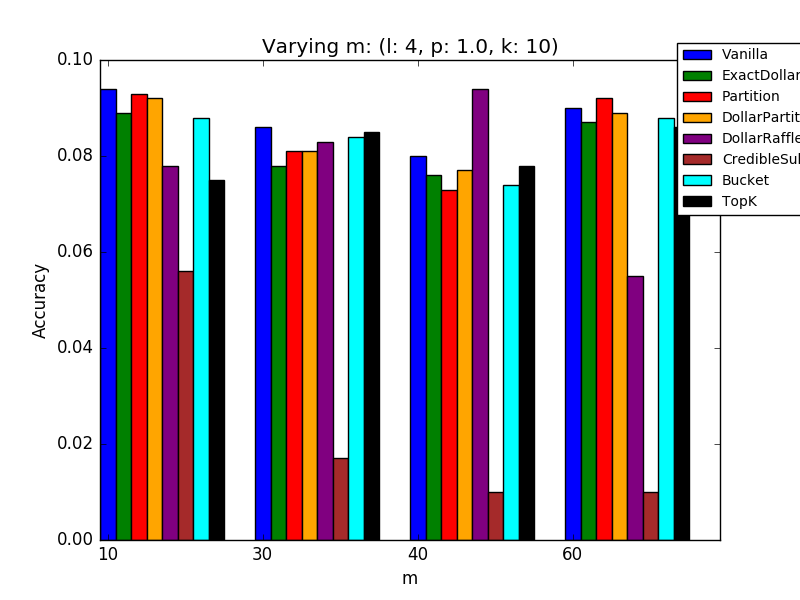 Varying m: (l: 4, p: 1.0, k: 10)
0.10
0.08
0.06
0.04
0.02
0.00
Accuracy
10 30 40 60
m
Vanilla
ExactDollar
Partition
DollarPartit
DollarRaffle
CredibleSul
Bucket
TopK